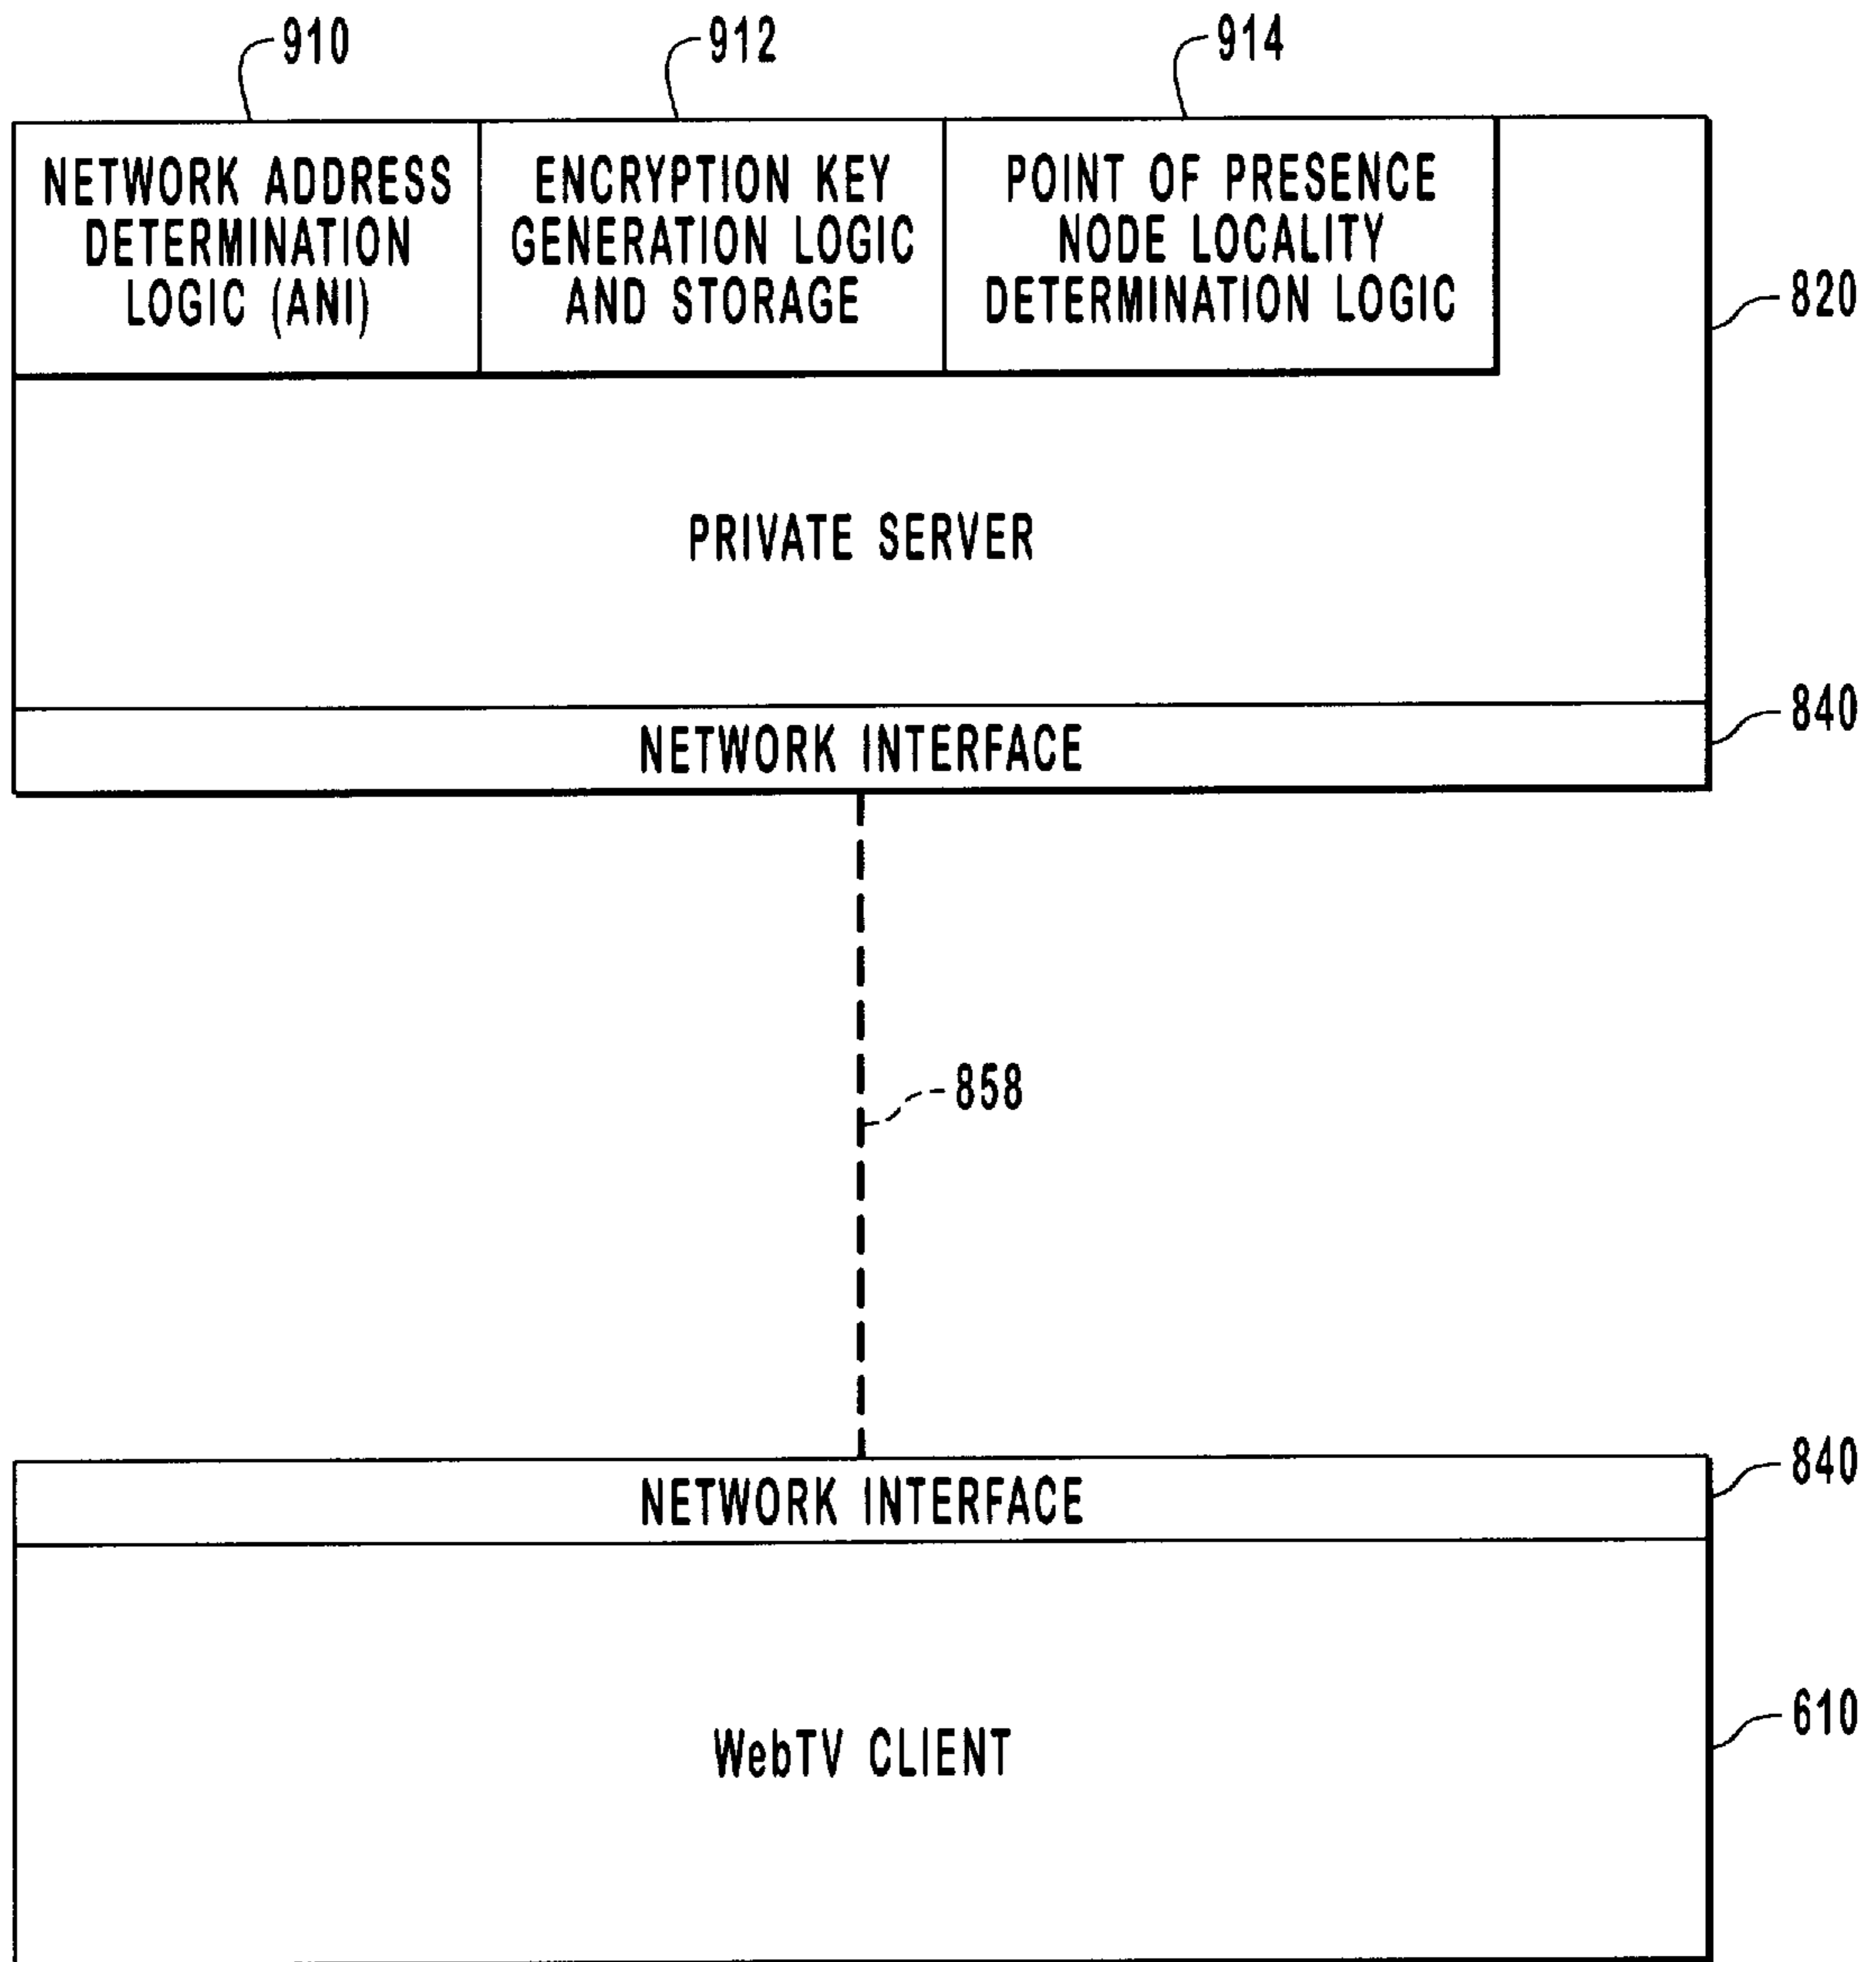 910
912
914
NETWORK ADDRESS
DETERMINATION
LOGIC (ANI)
ENCRYPTION KEY
GENERATION LOGIC
AND STORAGE
POINT OF PRESENCE
NODE LOCALITY
DETERMINATION LOGIC
820
PRIVATE SERVER
840
NETWORK INTERFACE
858
840
NETWORK INTERFACE
610
WebTV CLIENT